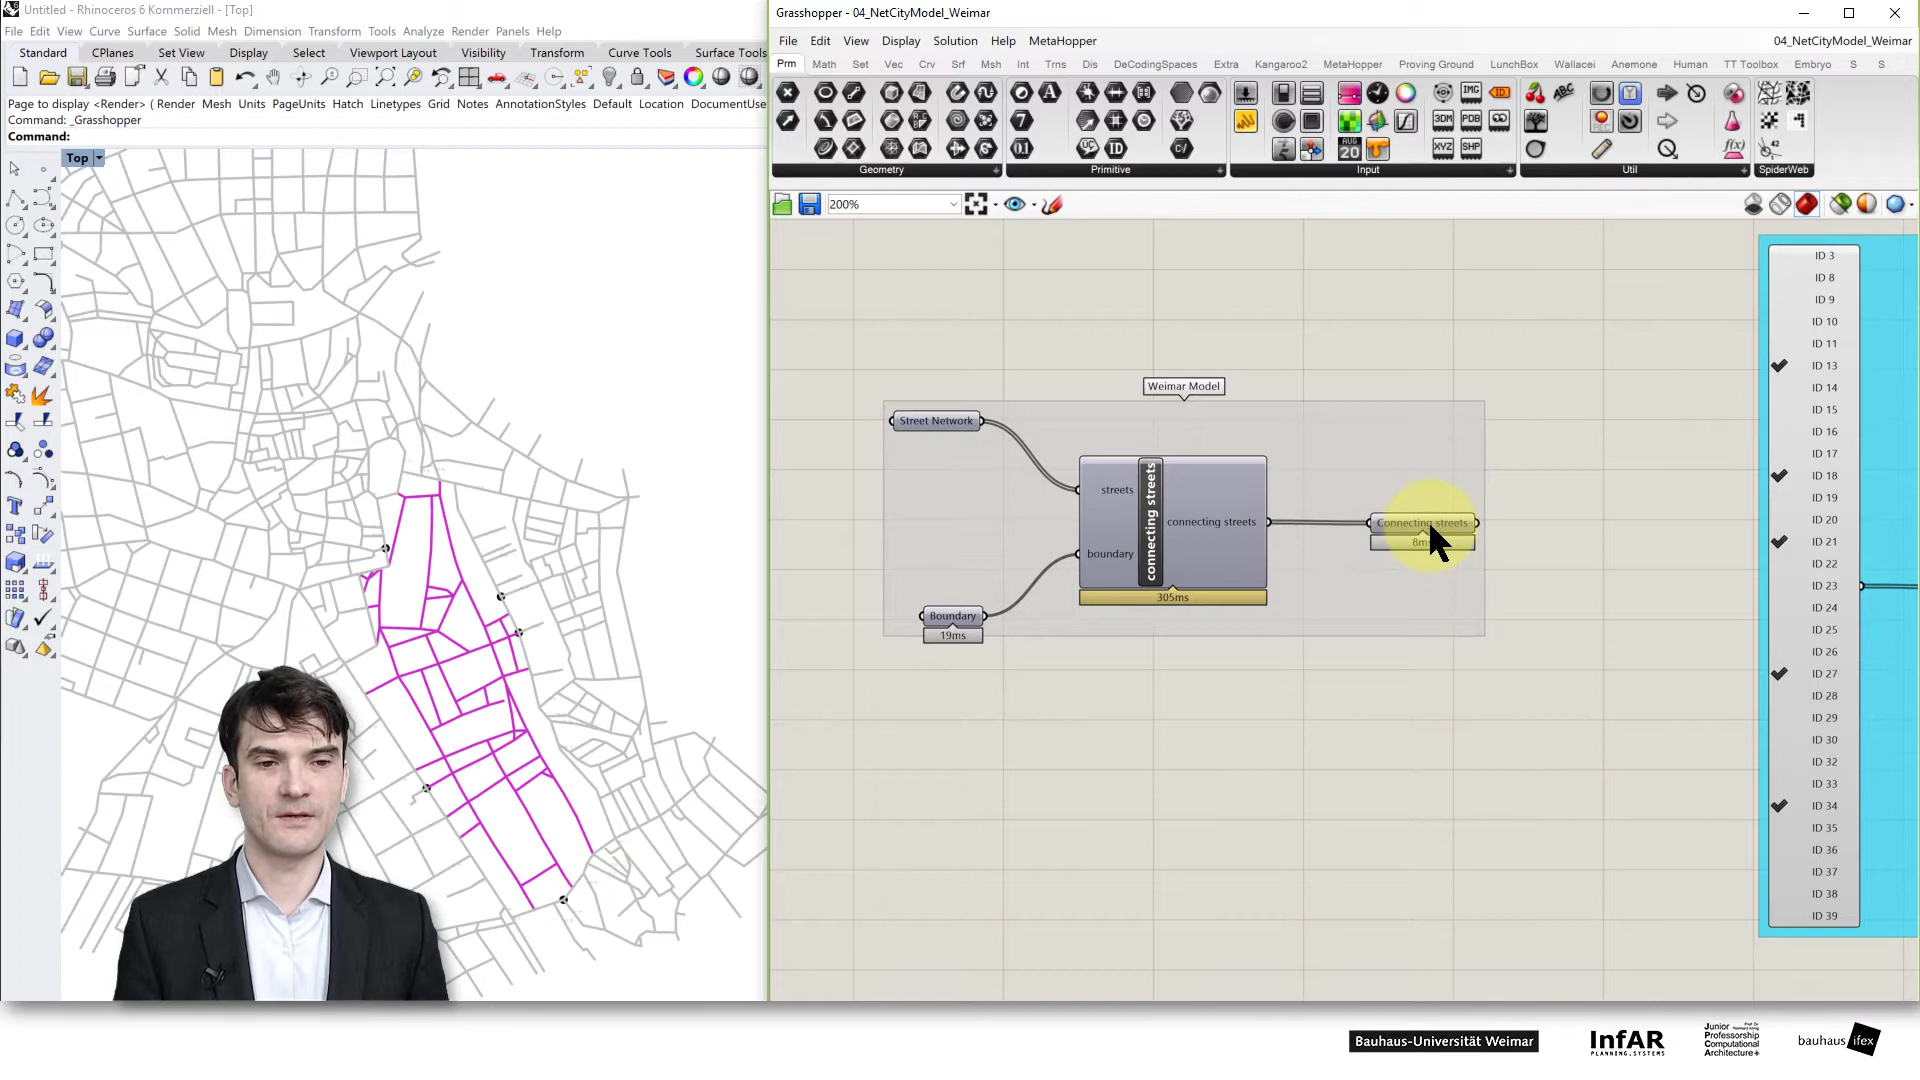 Untitled - Rhinoceros 6 Kommerziell - [Top]
File Edit View Curve Surface Solid Mesh Dimension Transform Tools Analyze Render Panels Help
Standard CPlanes Set View Display Select Viewport Layout Visibility Transform Curve Tools Surface Tools
Page to display <Render> ( Render Mesh Units PageUnits Hatch Linetypes Grid Notes AnnotationStyles Default Location DocumentUse
Command: _Grasshopper
Command:
Top
Grasshopper - 04_NetCityModel_Weimar
File Edit View Display Solution Help MetaHopper
04_NetCityModel_Weimar
Prm Math Set Vec Crv Srf Msh Int Trns Dis DeCodingSpaces Extra Kangaroo2 MetaHopper Proving Ground LunchBox Wallacei Anemone Human TT Toolbox Embryo S S
Geometry Primitive Input Util SpiderWeb
200%
Weimar Model
Street Network
streets
boundary
connecting streets
connecting streets
305ms
Connecting streets
Boundary
19ms
ID 3
ID 8
ID 9
ID 10
ID 11
ID 13
ID 14
ID 15
ID 16
ID 17
ID 18
ID 19
ID 20
ID 21
ID 22
ID 23
ID 24
ID 25
ID 26
ID 27
ID 28
ID 29
ID 30
ID 32
ID 33
ID 34
ID 35
ID 36
ID 37
ID 38
ID 39
Bauhaus-Universität Weimar
InfAR
PLANNING.SYSTEMS
Junior
Professorship
Computational
Architecture+
bauhaus ifex